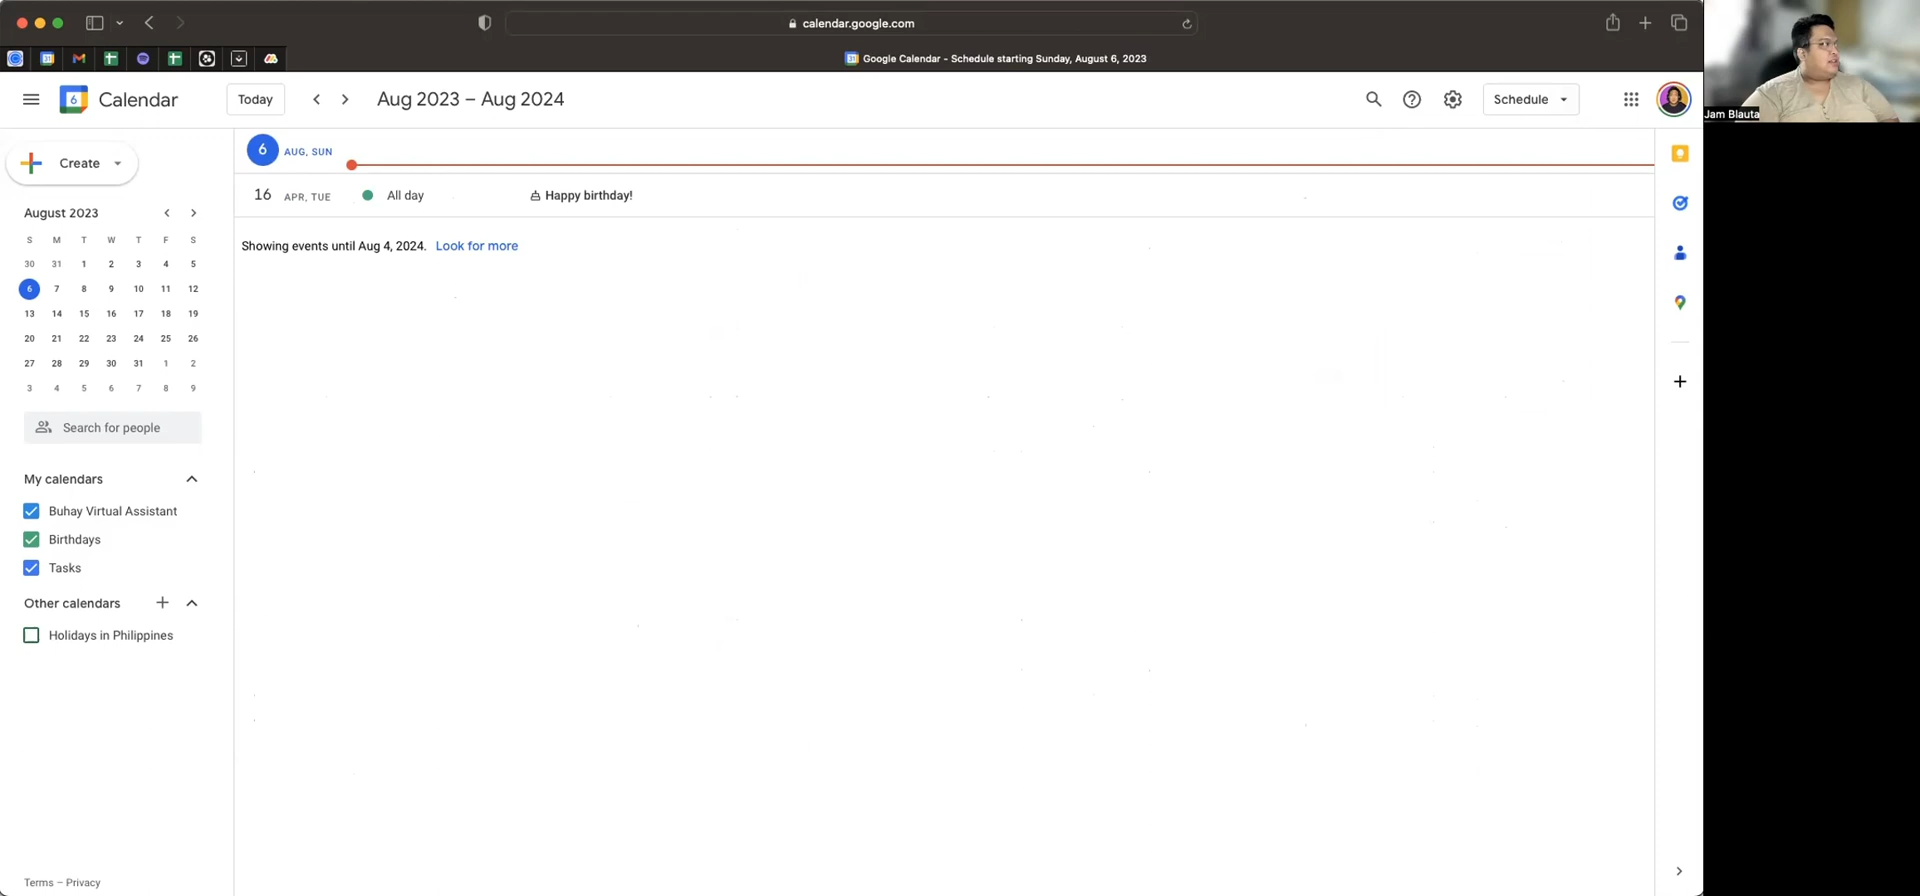 calendar.google.com
Google Calendar - Schedule starting Sunday, August 6, 2023
6 Calendar
Today
Aug 2023 – Aug 2024
Schedule
Jam Blauta
Create
6 AUG, SUN
16 APR, TUE All day Happy birthday!
Showing events until Aug 4, 2024. Look for more
August 2023
S M T W T F S
30 31 1 2 3 4 5
6 7 8 9 10 11 12
13 14 15 16 17 18 19
20 21 22 23 24 25 26
27 28 29 30 31 1 2
3 4 5 6 7 8 9
Search for people
My calendars
Buhay Virtual Assistant
Birthdays
Tasks
Other calendars
Holidays in Philippines
Terms – Privacy